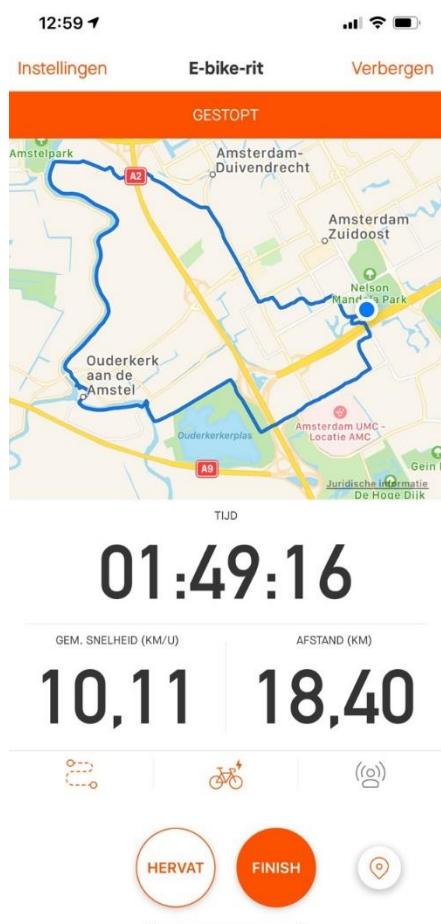 12:59
Instellingen E-bike-rit Verbergen
GESTOPT
Amstelpark
A2
Amsterdam-
Duivendrecht
Amsterdam
Zuidoost
Nelson
Mandela Park
Ouderkerk
aan de
Amstel
Ouderkerkerplas
Amsterdam UMC -
Locatie AMC
A9
Gein
Juridische informatie
De Hoge Dijk
TIJD
01:49:16
GEM. SNELHEID (KM/U) AFSTAND (KM)
10,11 18,40
HERVAT FINISH